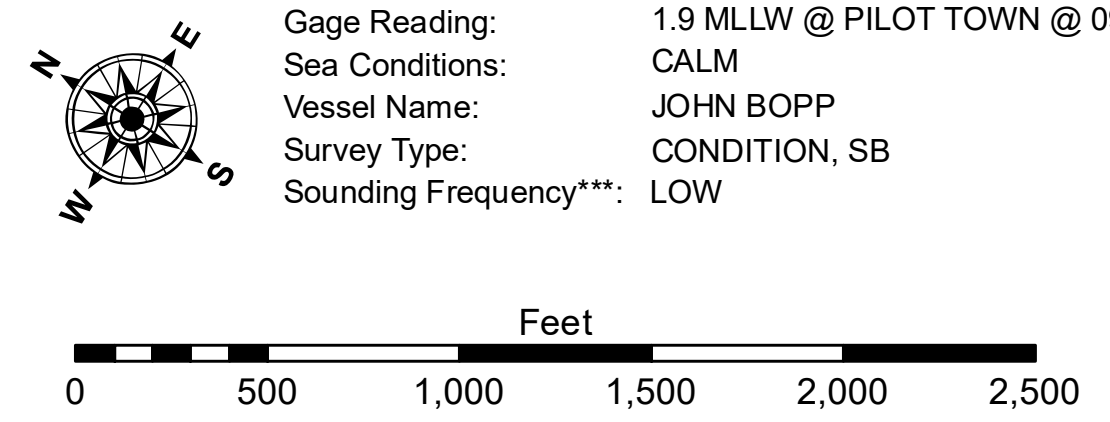 N
E
S
W
Gage Reading: 1.9 MLLW @ PILOT TOWN @
Sea Conditions: CALM
Vessel Name: JOHN BOPP
Survey Type: CONDITION, SB
Sounding Frequency***: LOW
Feet
0 500 1,000 1,500 2,000 2,500